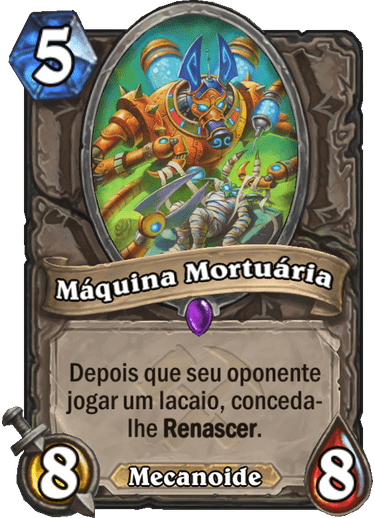 5
Máquina Mortuária
Depois que seu oponente
jogar um lacaio, conceda-
lhe Renascer.
8
Mecanoide
8